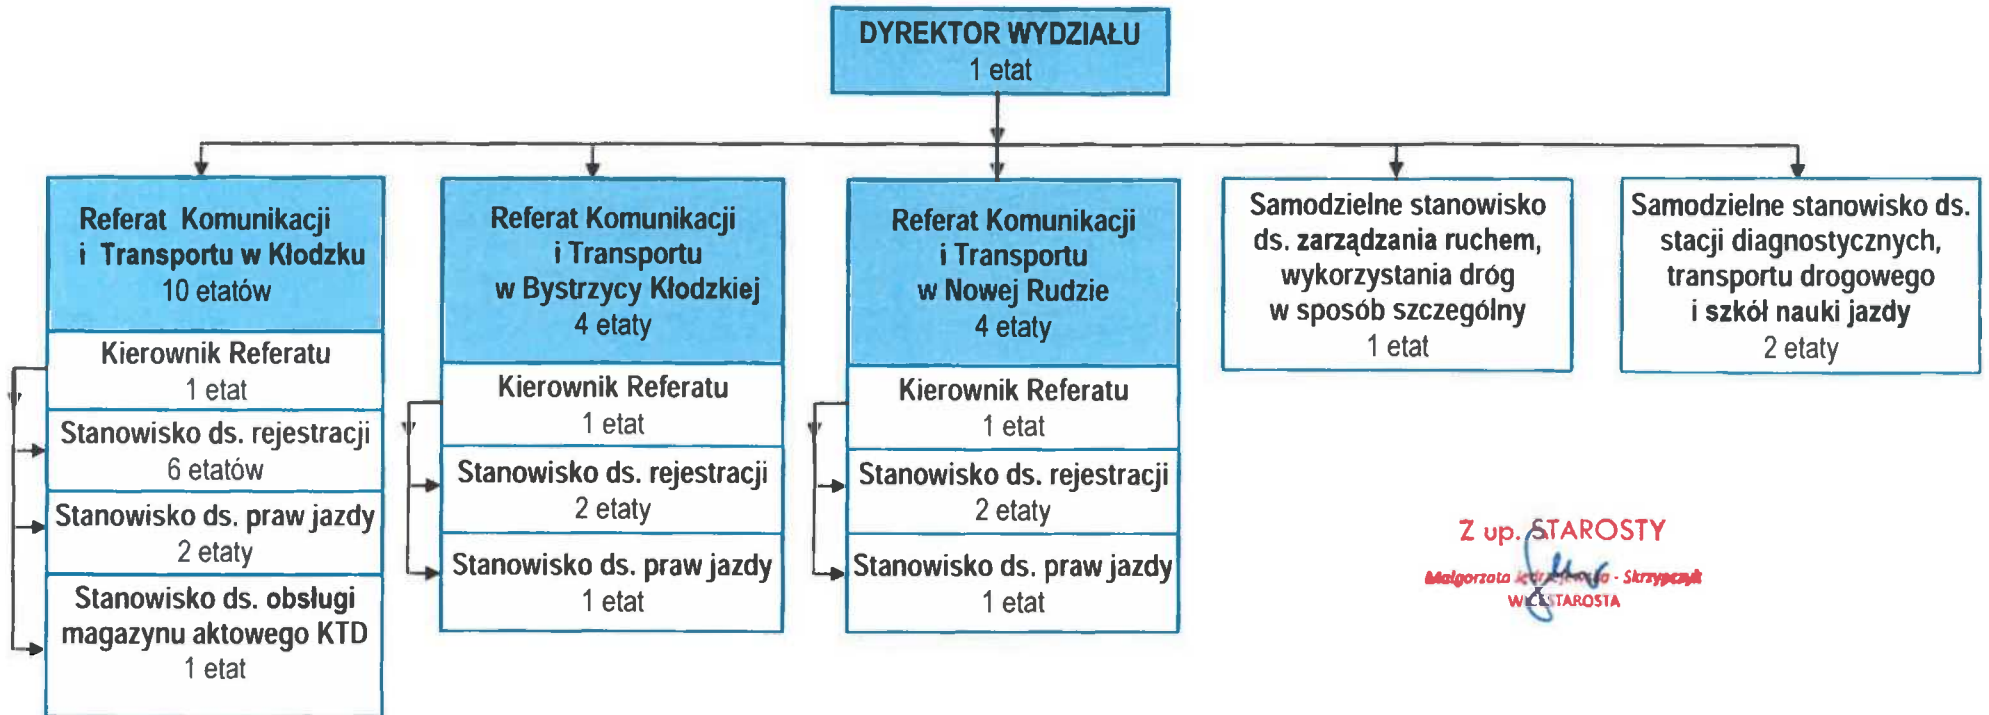 DYREKTOR WYDZIAŁU
1 etat
Referat Komunikacji
i Transportu w Kłodzku
10 etatów
Kierownik Referatu
1 etat
Stanowisko ds. rejestracji
6 etatów
Stanowisko ds. praw jazdy
2 etaty
Stanowisko ds. obsługi
magazynu aktowego KTD
1 etat
Referat Komunikacji
i Transportu
w Bystrzycy Kłodzkiej
4 etaty
Kierownik Referatu
1 etat
Stanowisko ds. rejestracji
2 etaty
Stanowisko ds. praw jazdy
1 etat
Referat Komunikacji
i Transportu
w Nowej Rudzie
4 etaty
Kierownik Referatu
1 etat
Stanowisko ds. rejestracji
2 etaty
Stanowisko ds. praw jazdy
1 etat
Samodzielne stanowisko
ds. zarządzania ruchem,
wykorzystania dróg
w sposób szczególny
1 etat
Samodzielne stanowisko ds.
stacji diagnostycznych,
transportu drogowego
i szkół nauki jazdy
2 etaty
Z up. STAROSTY
Małgorzata - Skrzypczyk
WICESTAROSTA